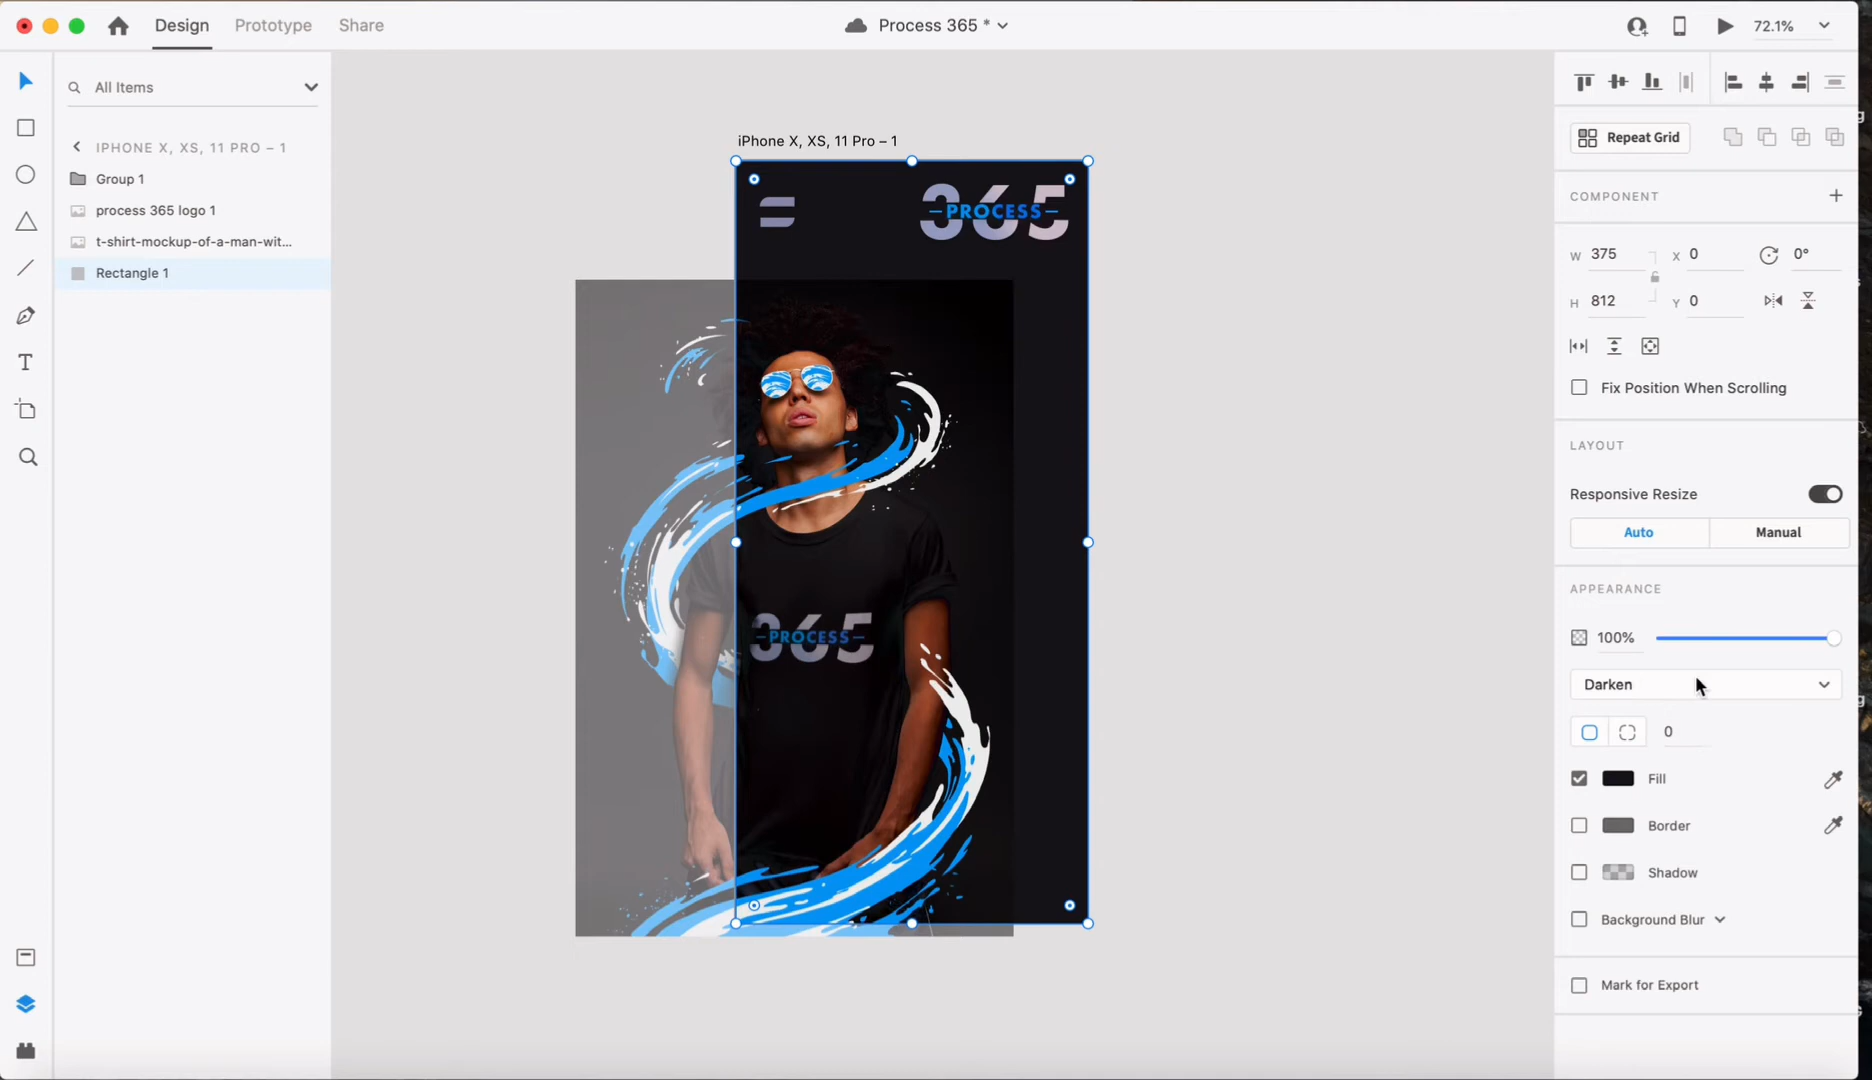 Design
Prototype
Share
Process 365 *
72.1%
All Items
IPHONE X, XS, 11 PRO – 1
Group 1
process 365 logo 1
t-shirt-mockup-of-a-man-wit...
Rectangle 1
iPhone X, XS, 11 Pro – 1
365
PROCESS
365
PROCESS
Repeat Grid
COMPONENT
W 375
X 0
0°
H 812
Y 0
Fix Position When Scrolling
LAYOUT
Responsive Resize
Auto
Manual
APPEARANCE
100%
Darken
0
Fill
Border
Shadow
Background Blur
Mark for Export